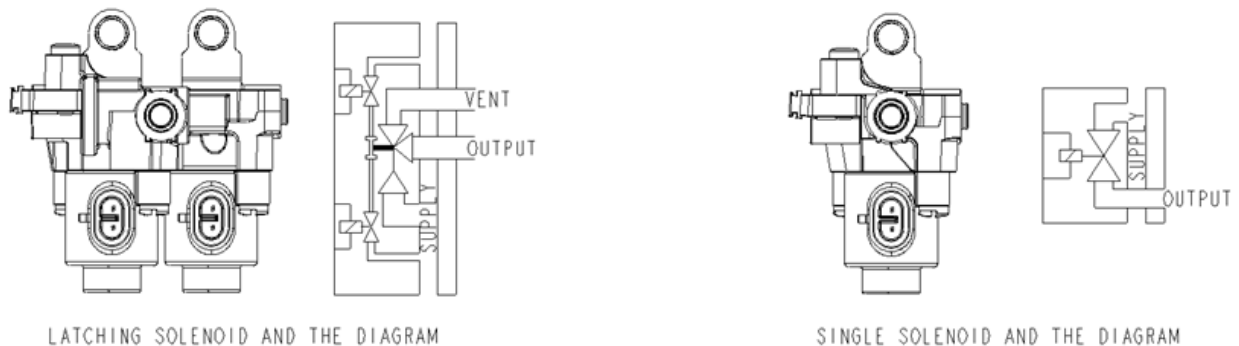 VENT
OUTPUT
SUPPLY
SUPPLY
OUTPUT
LATCHING SOLENOID AND THE DIAGRAM
SINGLE SOLENOID AND THE DIAGRAM